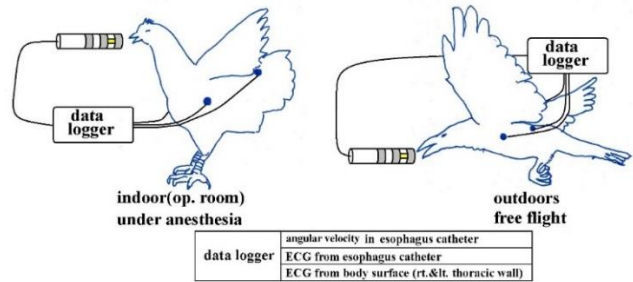 data
logger
data
logger
indoor(op. room)
under anesthesia
outdoors
free flight
data logger
angular velocity in esophagus catheter
ECG from esophagus catheter
ECG from body surface (rt.&lt. thoracic wall)